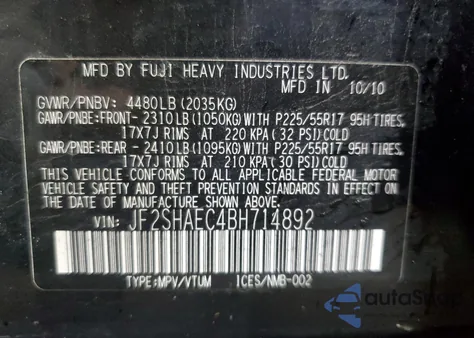 MFD BY FUJI HEAVY INDUSTRIES LTD.
MFD IN 10/10
GVWR/PNBV: 4480LB (2035KG)
GAWR/PNBE:FRONT- 2310LB (1050KG) WITH P225/55R17 95H TIRES,
17X7J RIMS AT 220 KPA (32 PSI)COLD
GAWR/PNBE:REAR - 2410LB (1095KG) WITH P225/55R17 95H TIRES,
17X7J RIMS AT 210 KPA (30 PSI)COLD
THIS VEHICLE CONFORMS TO ALL APPLICABLE FEDERAL MOTOR
VEHICLE SAFETY STANDARDS IN EFFECT ON
THE DATE OF MANUFACTURE SHOWN ABOVE.
VIN: JF2SHAEC4BH714892
TYPE:MPV/VTUM ICES/NMB-002